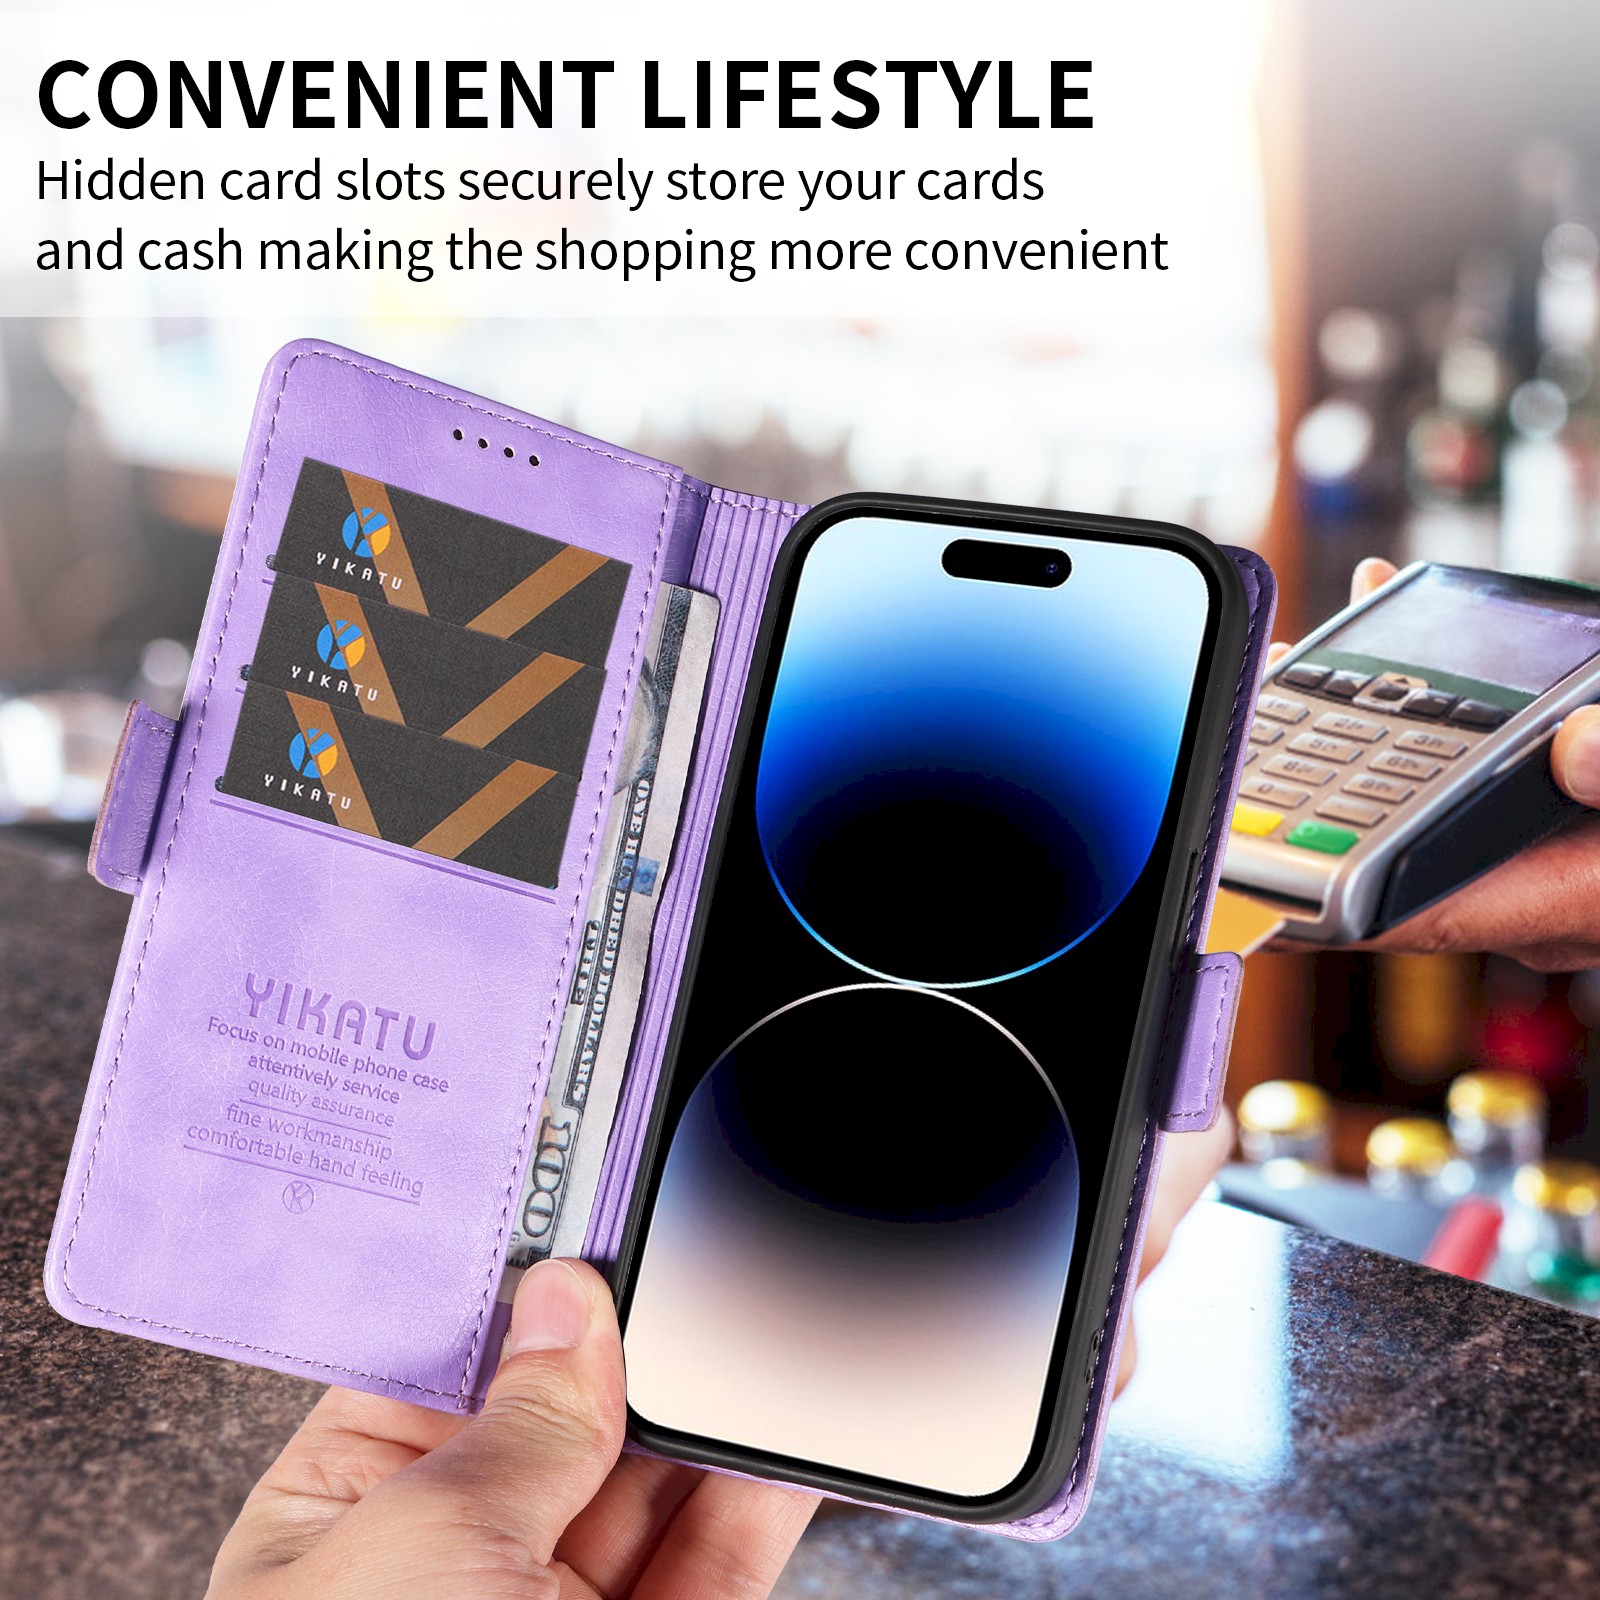 CONVENIENT LIFESTYLE
Hidden card slots securely store your cards
and cash making the shopping more convenient
YIKATU
YIKATU
YIKATU
YIKATU
Focus on mobile phone case
attentively service
quality assurance
fine workmanship
comfortable hand feeling
100